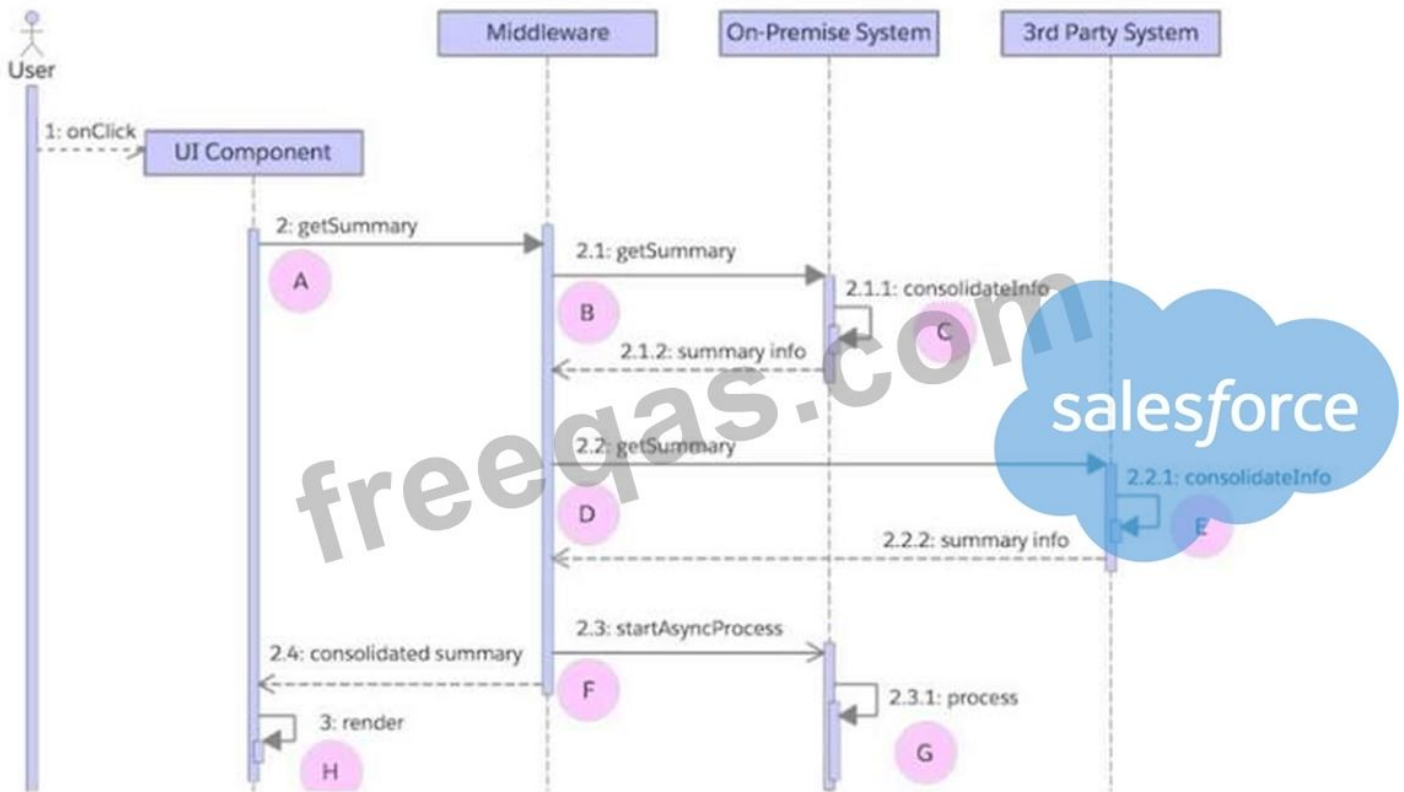 Middleware
On-Premise System
3rd Party System
User
1: onClick
UI Component
2: getSummary
A
2.1: getSummary
B
2.1.1: consolidateInfo
C
2.1.2: summary info
freeqas.com
salesforce
2.2: getSummary
D
2.2.1: consolidateInfo
E
2.2.2: summary info
2.3: startAsyncProcess
2.4: consolidated summary
F
2.3.1: process
G
3: render
H